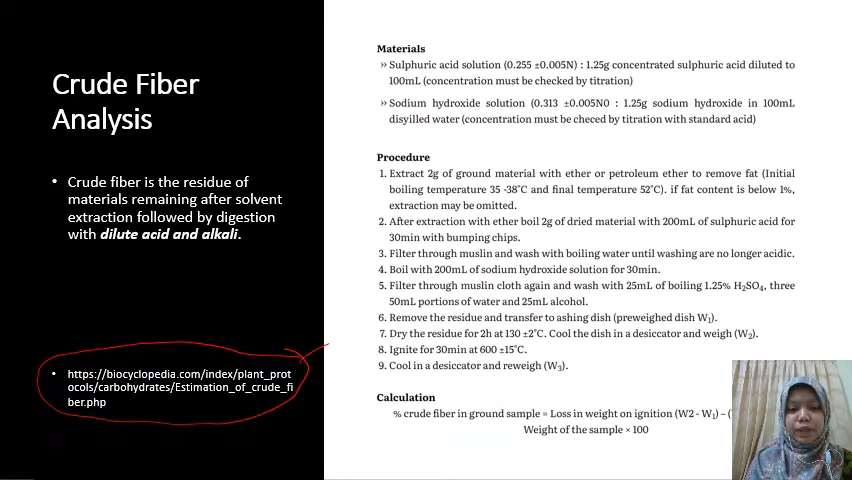 Crude Fiber
Analysis
• Crude fiber is the residue of
materials remaining after solvent
extraction followed by digestion
with dilute acid and alkali.
• https://biocyclopedia.com/index/plant_prot
ocols/carbohydrates/Estimation_of_crude_fi
ber.php
Materials
» Sulphuric acid solution (0.255 ±0.005N) : 1.25g concentrated sulphuric acid diluted to
100mL (concentration must be checked by titration)
» Sodium hydroxide solution (0.313 ±0.005N0 : 1.25g sodium hydroxide in 100mL
disyilled water (concentration must be checed by titration with standard acid)
Procedure
1. Extract 2g of ground material with ether or petroleum ether to remove fat (Initial
boiling temperature 35 -38˚C and final temperature 52˚C). if fat content is below 1%,
extraction may be omitted.
2. After extraction with ether boil 2g of dried material with 200mL of sulphuric acid for
30min with bumping chips.
3. Filter through muslin and wash with boiling water until washing are no longer acidic.
4. Boil with 200mL of sodium hydroxide solution for 30min.
5. Filter through muslin cloth again and wash with 25mL of boiling 1.25% H₂SO₄, three
50mL portions of water and 25mL alcohol.
6. Remove the residue and transfer to ashing dish (preweighed dish W₁).
7. Dry the residue for 2h at 130 ±2˚C. Cool the dish in a desiccator and weigh (W₂).
8. Ignite for 30min at 600 ±15˚C.
9. Cool in a desiccator and reweigh (W₃).
Calculation
% crude fiber in ground sample = Loss in weight on ignition (W2 - W₁) – (
Weight of the sample × 100